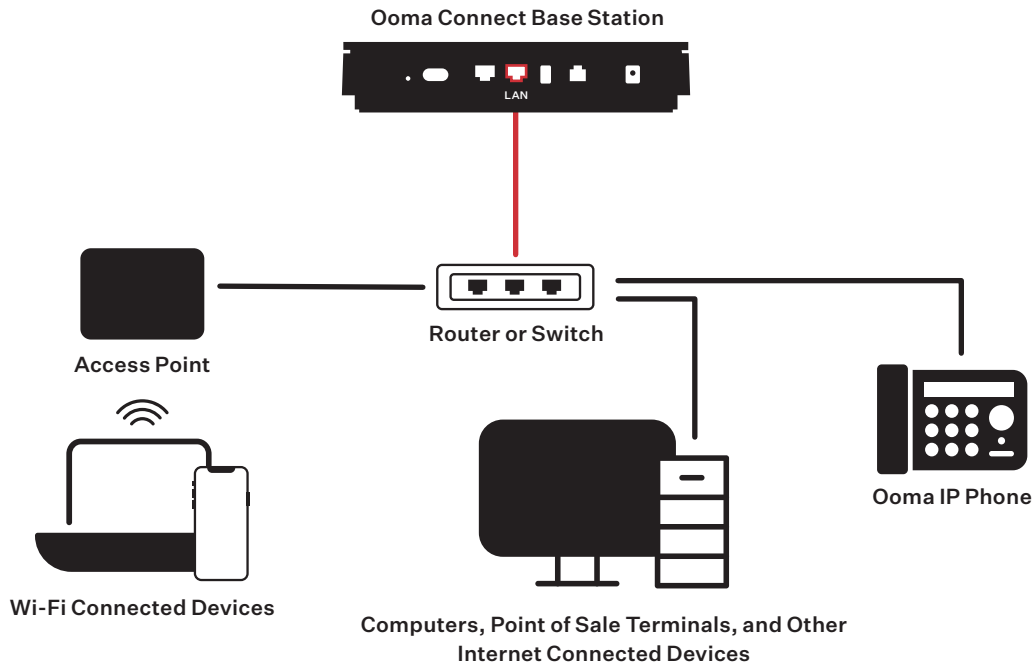 Ooma Connect Base Station
LAN
Router or Switch
Access Point
Ooma IP Phone
Wi-Fi Connected Devices
Computers, Point of Sale Terminals, and Other
Internet Connected Devices